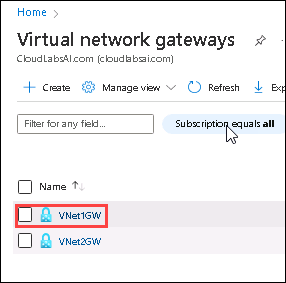 Home
Virtual network gateways
CloudLabsAI.com (cloudlabsai.com)
Create Manage view Refresh
Filter for any field... Subscription equals all
Name
VNet1GW
VNet2GW